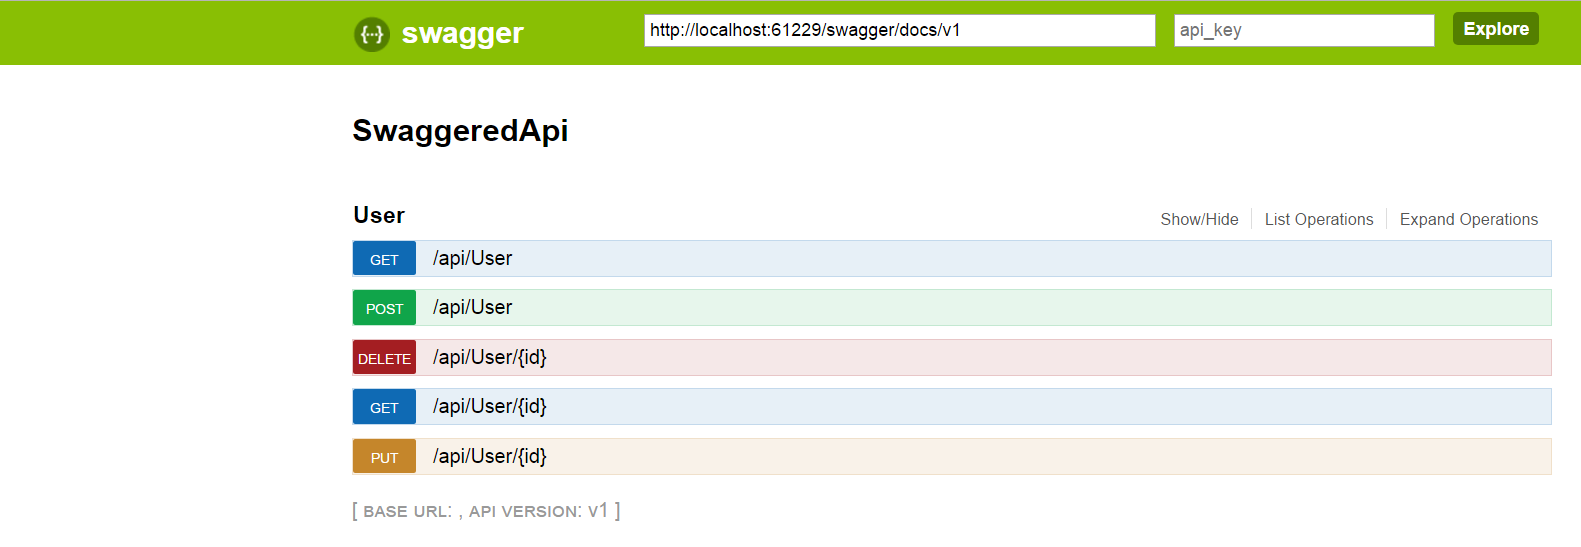 {··} swagger http://localhost:61229/swagger/docs/v1 api_key Explore
SwaggeredApi
User Show/Hide List Operations Expand Operations
GET /api/User
POST /api/User
DELETE /api/User/{id}
GET /api/User/{id}
PUT /api/User/{id}
[ BASE URL: , API VERSION: V1 ]